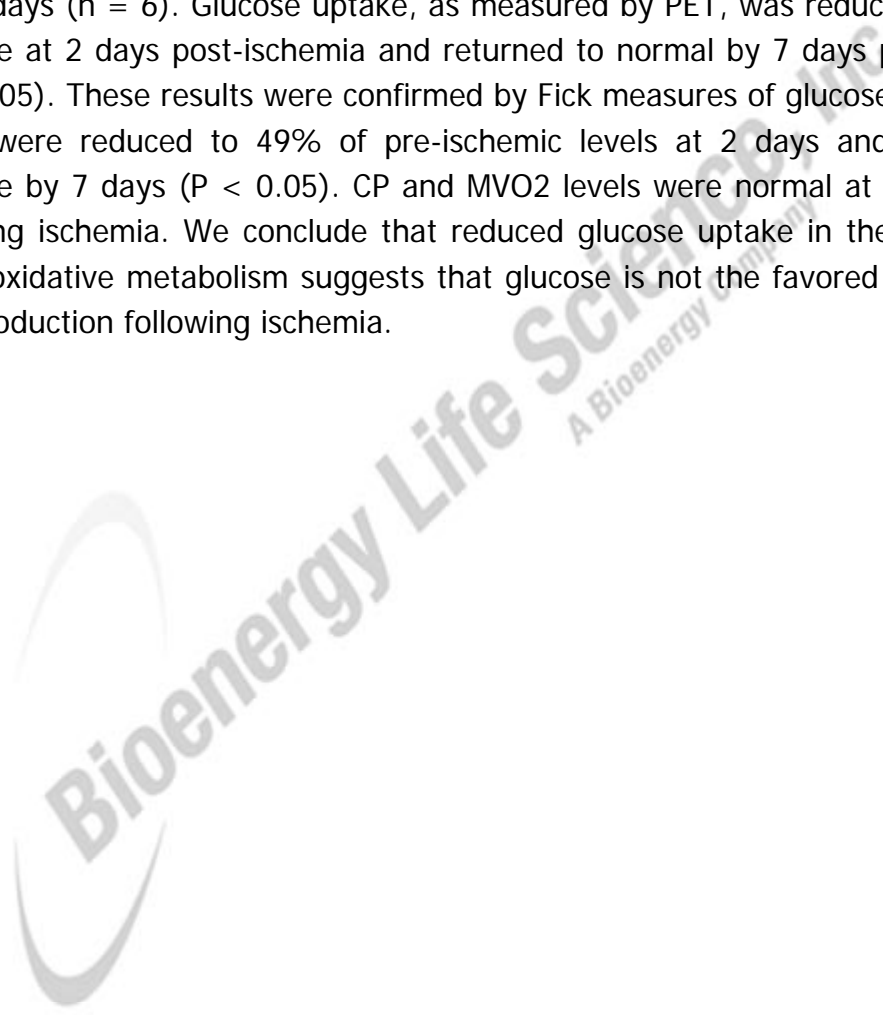 days (n = 6). Glucose uptake, as measured by PET, was reduc
e at 2 days post-ischemia and returned to normal by 7 days p
05). These results were confirmed by Fick measures of glucose
were reduced to 49% of pre-ischemic levels at 2 days and
e by 7 days (P < 0.05). CP and MVO2 levels were normal at
ng ischemia. We conclude that reduced glucose uptake in the
oxidative metabolism suggests that glucose is not the favored
oduction following ischemia.
Bioenergy Life Science, Inc
A Bioenergy Company